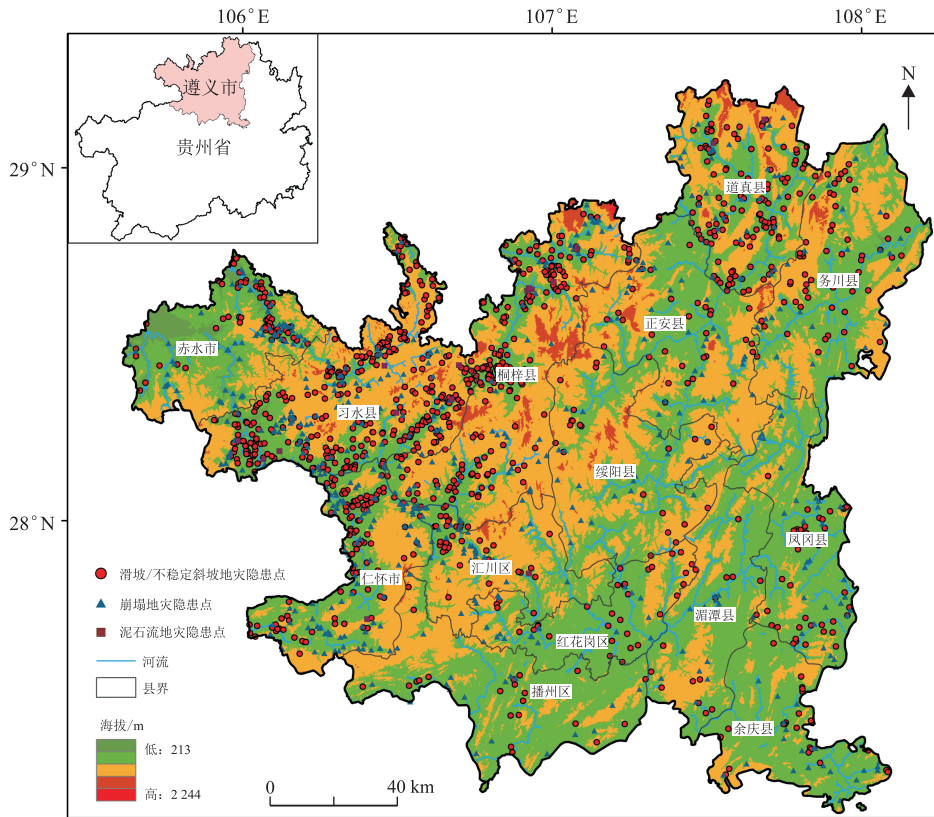 106°E
107°E
108°E
遵义市
贵州省
N
29°N
道真县
务川县
正安县
赤水市
桐梓县
习水县
绥阳县
28°N
凤冈县
滑坡/不稳定斜坡地灾隐患点
仁怀市
汇川区
崩塌地灾隐患点
湄潭县
泥石流地灾隐患点
红花岗区
河流
县界
播州区
海拔/m
余庆县
低：213
高：2 244
0
40 km